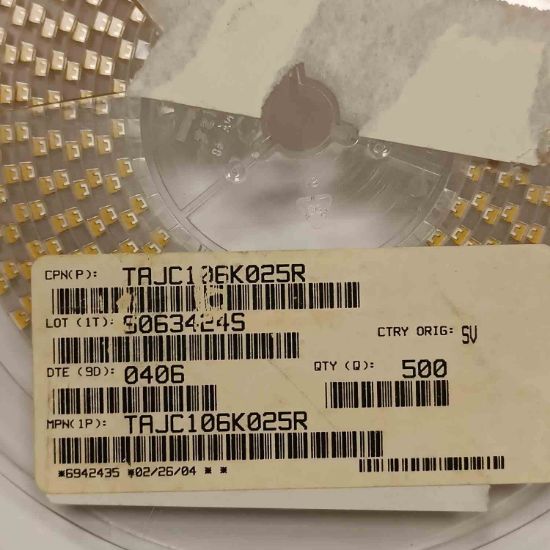 CPN(P): TAJC106K025R
LOT (1T): S063424S
CTRY ORIG: SV
DTE (9D): 0406 QTY (Q): 500
MPN(1P): TAJC106K025R
*6942435 *02/26/04 * *